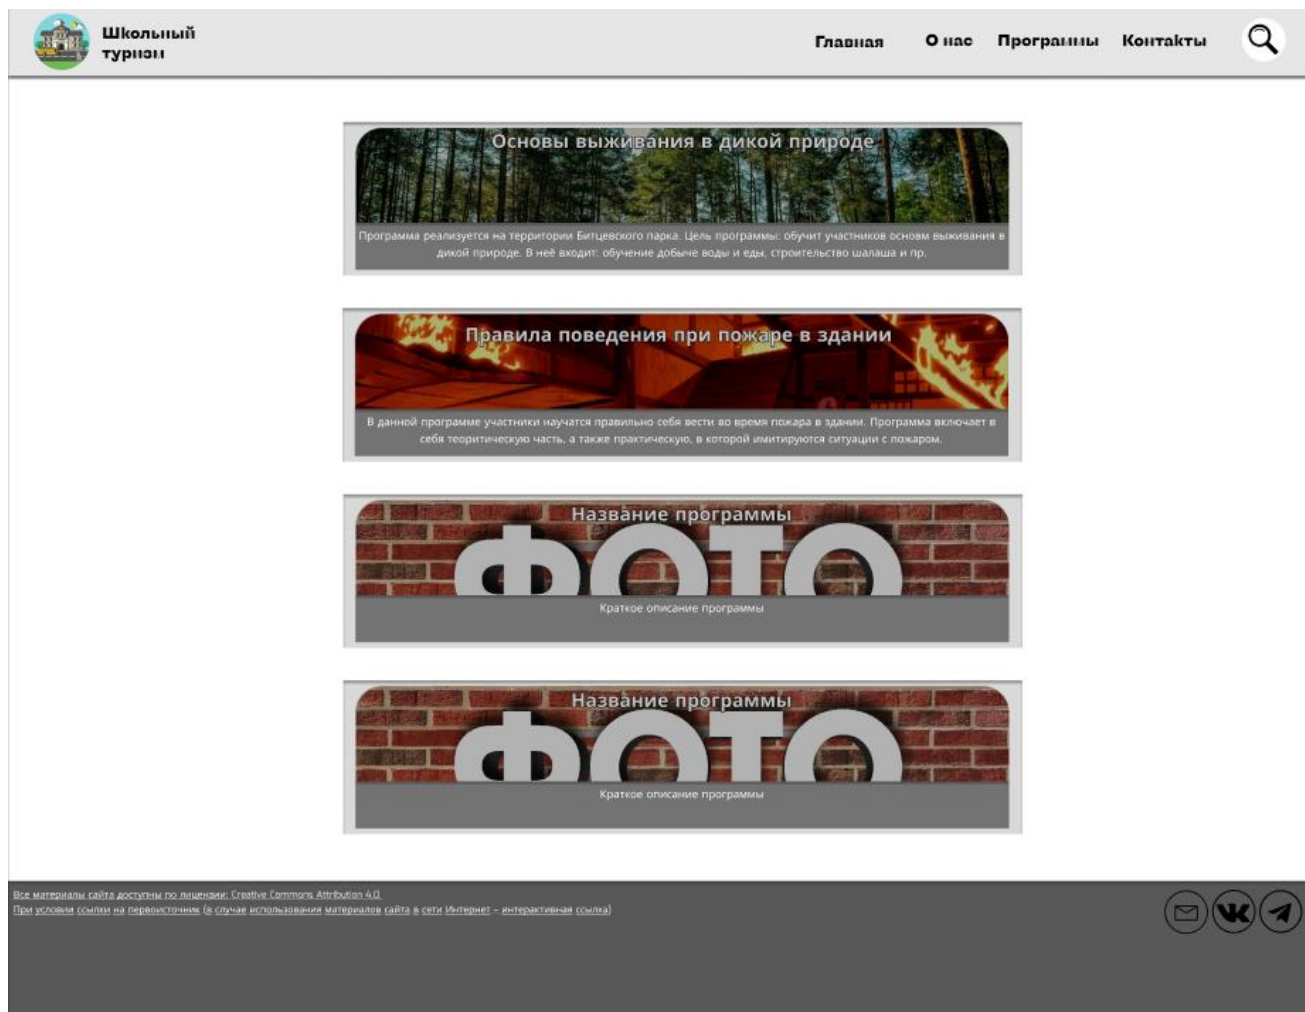 Школьный
туризм
Главная О нас Программы Контакты
Основы выживания в дикой природе
Программа реализуется на территории Битцевского парка. Цель программы: обучит участников основм выживания в
дикой природе. В неё входит: обучение добыче воды и еды, строительство шалаша и пр.
Правила поведения при пожаре в здании
В данной программе участники научатся правильно себя вести во время пожара в здании. Программа включает в
себя теоритическую часть, а также практическую, в которой имитируются ситуации с пожаром.
Название программы
ФОТО
Краткое описание программы
Название программы
ФОТО
Краткое описание программы
Все материалы сайта доступны по лицензии: Creative Commons Attribution 4.0
При условии ссылки на первоисточник (в случае использования материалов сайта в сети Интернет – интерактивная ссылка)